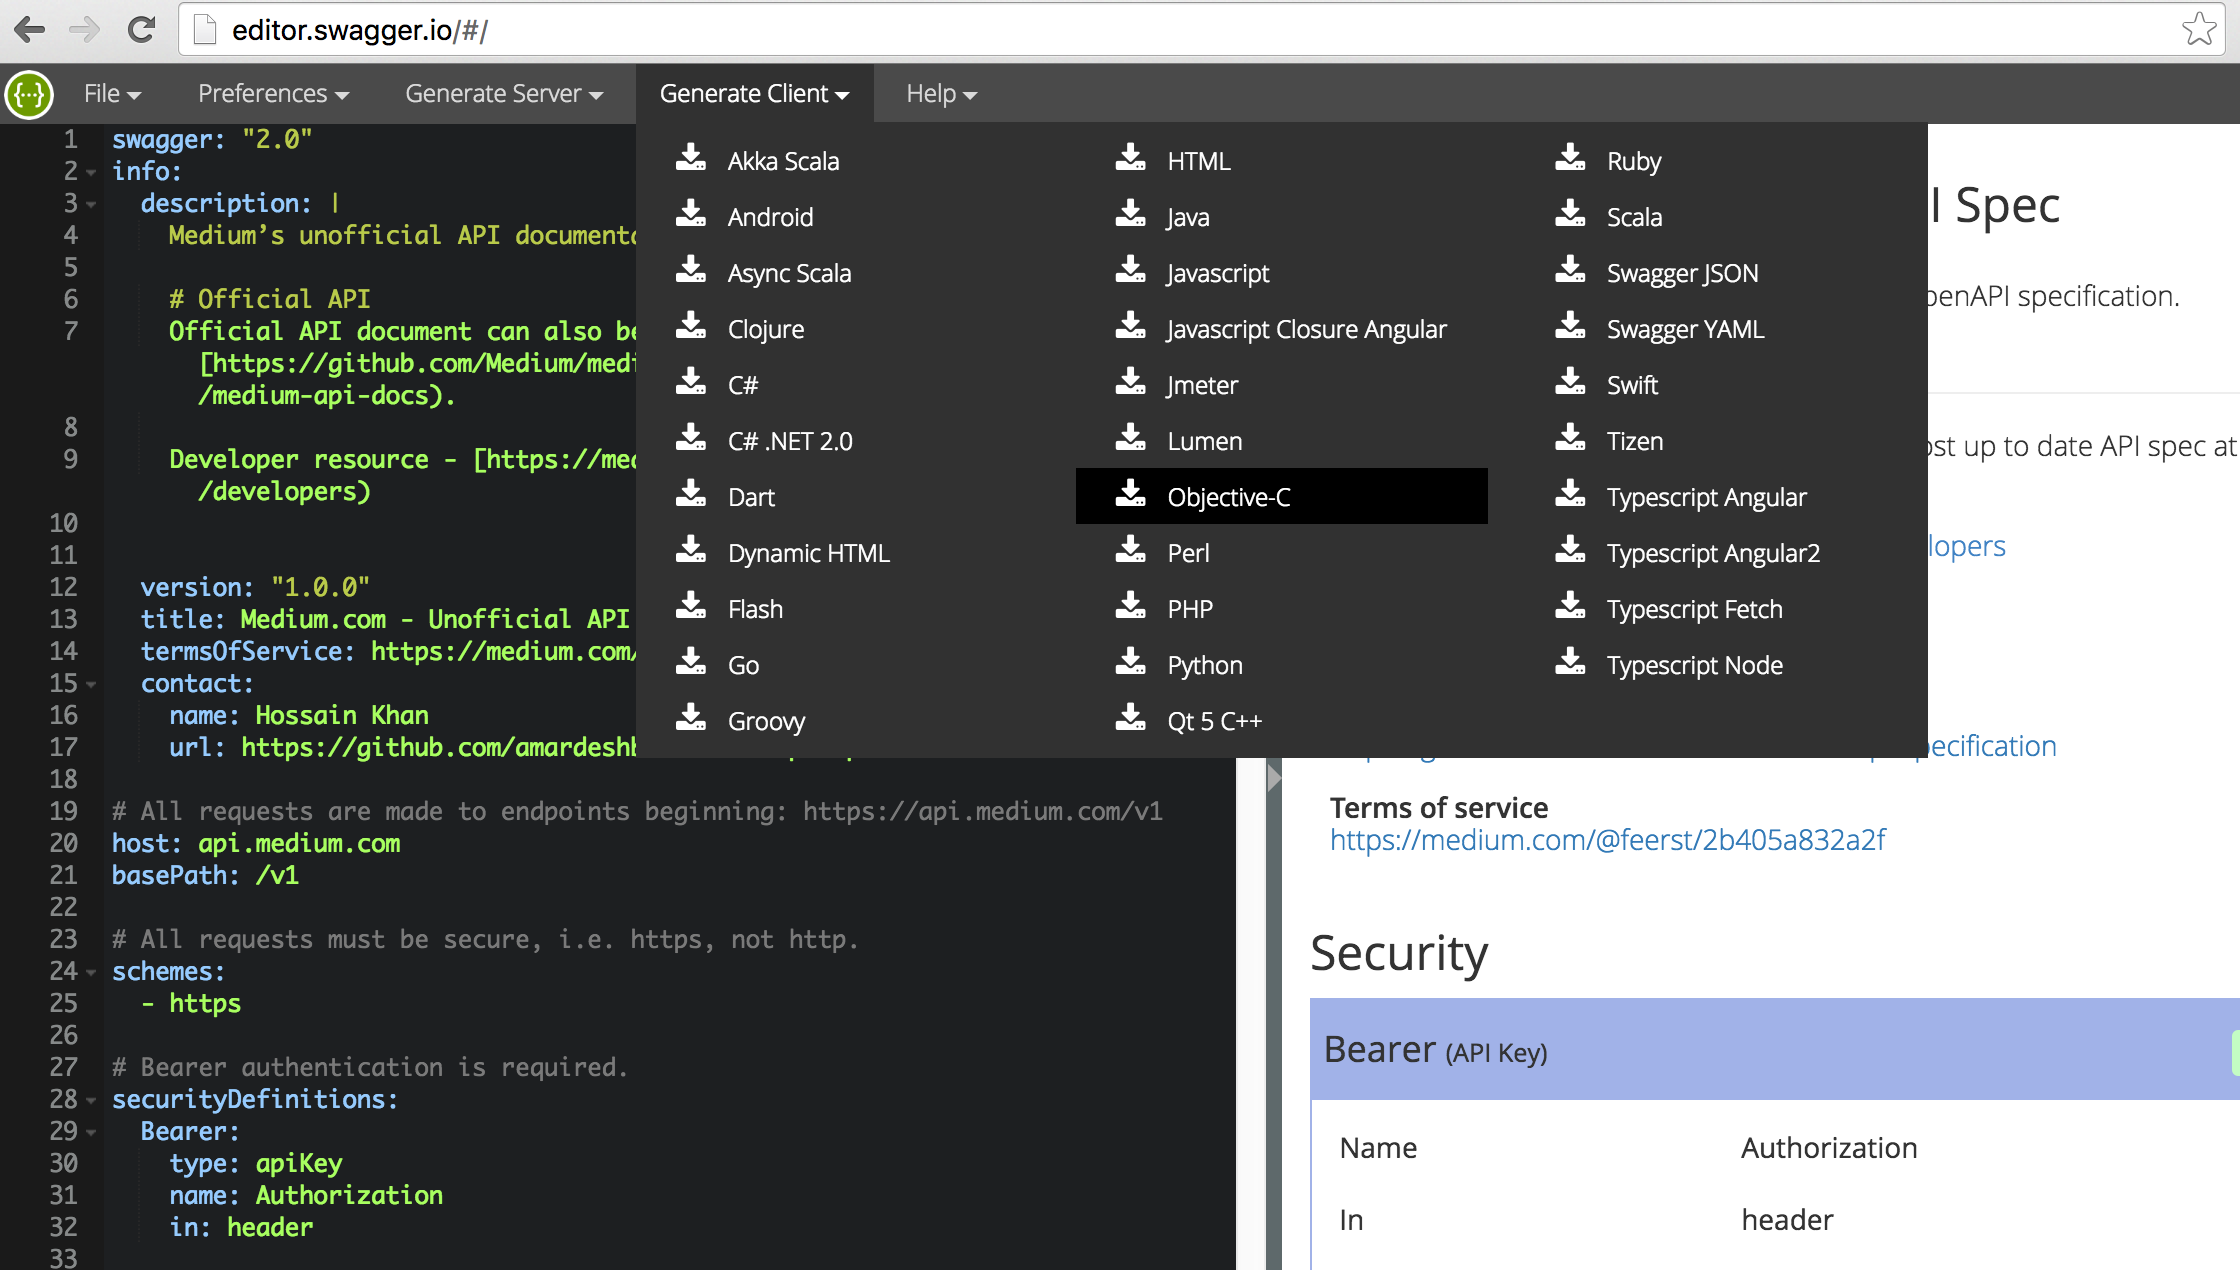 editor.swagger.io/#/
File
Preferences
Generate Server
Generate Client
Help
1 swagger: "2.0"
2 info:
3 description: |
4 Medium’s unofficial API
5
6 # Official API
7 Official API document can also
[https://github.com/Medium/
/medium-api-docs).
8
9 Developer resource - [https://
/developers)
10
11
12 version: "1.0.0"
13 title: Medium.com - Unofficial API
14 termsOfService: https://medium.com/
15 contact:
16 name: Hossain Khan
17 url: https://github.com/
18
19 # All requests are made to endpoints beginning: https://api.medium.com/v1
20 host: api.medium.com
21 basePath: /v1
22
23 # All requests must be secure, i.e. https, not http.
24 schemes:
25 - https
26
27 # Bearer authentication is required.
28 securityDefinitions:
29 Bearer:
30 type: apiKey
31 name: Authorization
32 in: header
33
Akka Scala
Android
Async Scala
Clojure
C#
C# .NET 2.0
Dart
Dynamic HTML
Flash
Go
Groovy
HTML
Java
Javascript
Javascript Closure Angular
Jmeter
Lumen
Objective-C
Perl
PHP
Python
Qt 5 C++
Ruby
Scala
Swagger JSON
Swagger YAML
Swift
Tizen
Typescript Angular
Typescript Angular2
Typescript Fetch
Typescript Node
Spec
specification.
up to date API spec at
Terms of service
https://medium.com/@feerst/2b405a832a2f
Security
Bearer (API Key)
Name Authorization
In header